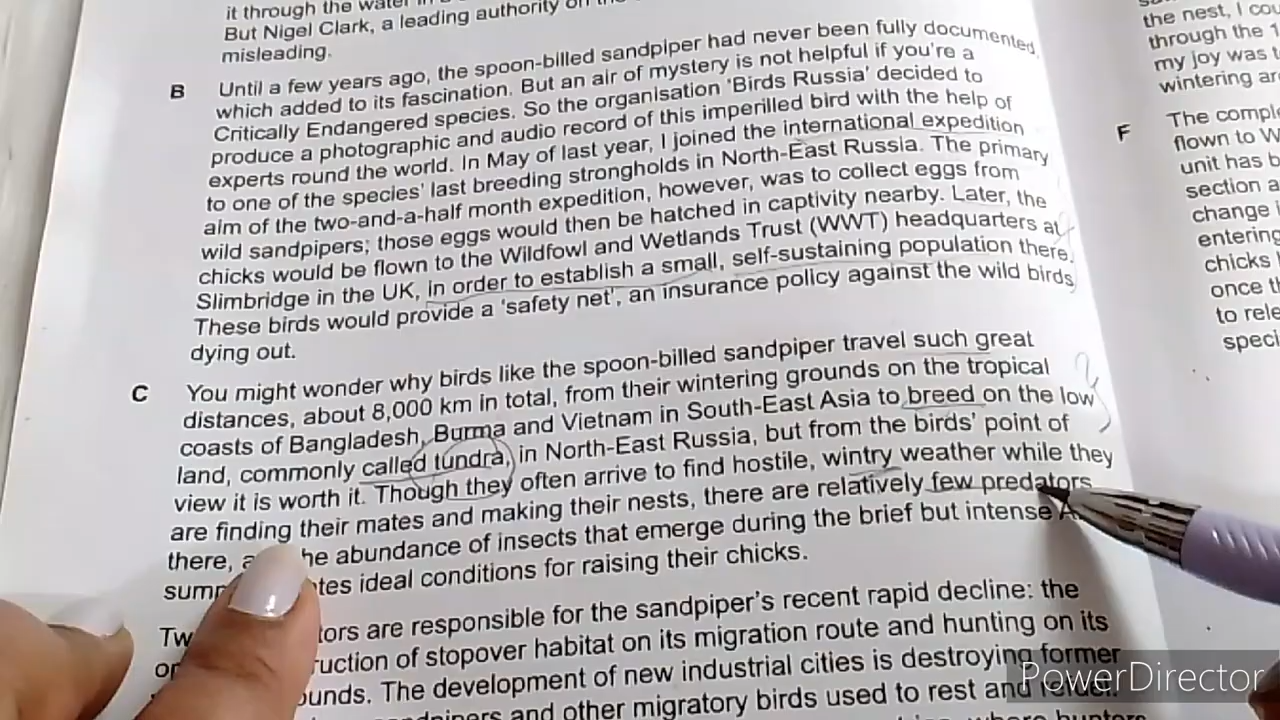 it through the water in
But Nigel Clark, a leading authority on the
misleading.
B Until a few years ago, the spoon-billed sandpiper had never been fully documented,
which added to its fascination. But an air of mystery is not helpful if you're a
Critically Endangered species. So the organisation 'Birds Russia' decided to
produce a photographic and audio record of this imperilled bird with the help of
experts round the world. In May of last year, I joined the international expedition
to one of the species' last breeding strongholds in North-East Russia. The primary
aim of the two-and-a-half month expedition, however, was to collect eggs from
wild sandpipers; those eggs would then be hatched in captivity nearby. Later, the
chicks would be flown to the Wildfowl and Wetlands Trust (WWT) headquarters at
Slimbridge in the UK, in order to establish a small, self-sustaining population there.
These birds would provide a 'safety net', an insurance policy against the wild birds
dying out.
C You might wonder why birds like the spoon-billed sandpiper travel such great
distances, about 8,000 km in total, from their wintering grounds on the tropical
coasts of Bangladesh, Burma and Vietnam in South-East Asia to breed on the low
land, commonly called tundra, in North-East Russia, but from the birds' point of
view it is worth it. Though they often arrive to find hostile, wintry weather while they
are finding their mates and making their nests, there are relatively few predators
there, he abundance of insects that emerge during the brief but intense
summ tes ideal conditions for raising their chicks.
Tw tors are responsible for the sandpiper's recent rapid decline: the
ruction of stopover habitat on its migration route and hunting on its
ounds. The development of new industrial cities is destroying former
ndpipers and other migratory birds used to rest and refuel.
where hunters
the nest, I cou
through the 1
my joy was t
wintering ar
F The compl
flown to W
unit has b
section a
change i
entering
chicks
once th
to rele
speci
PowerDirector